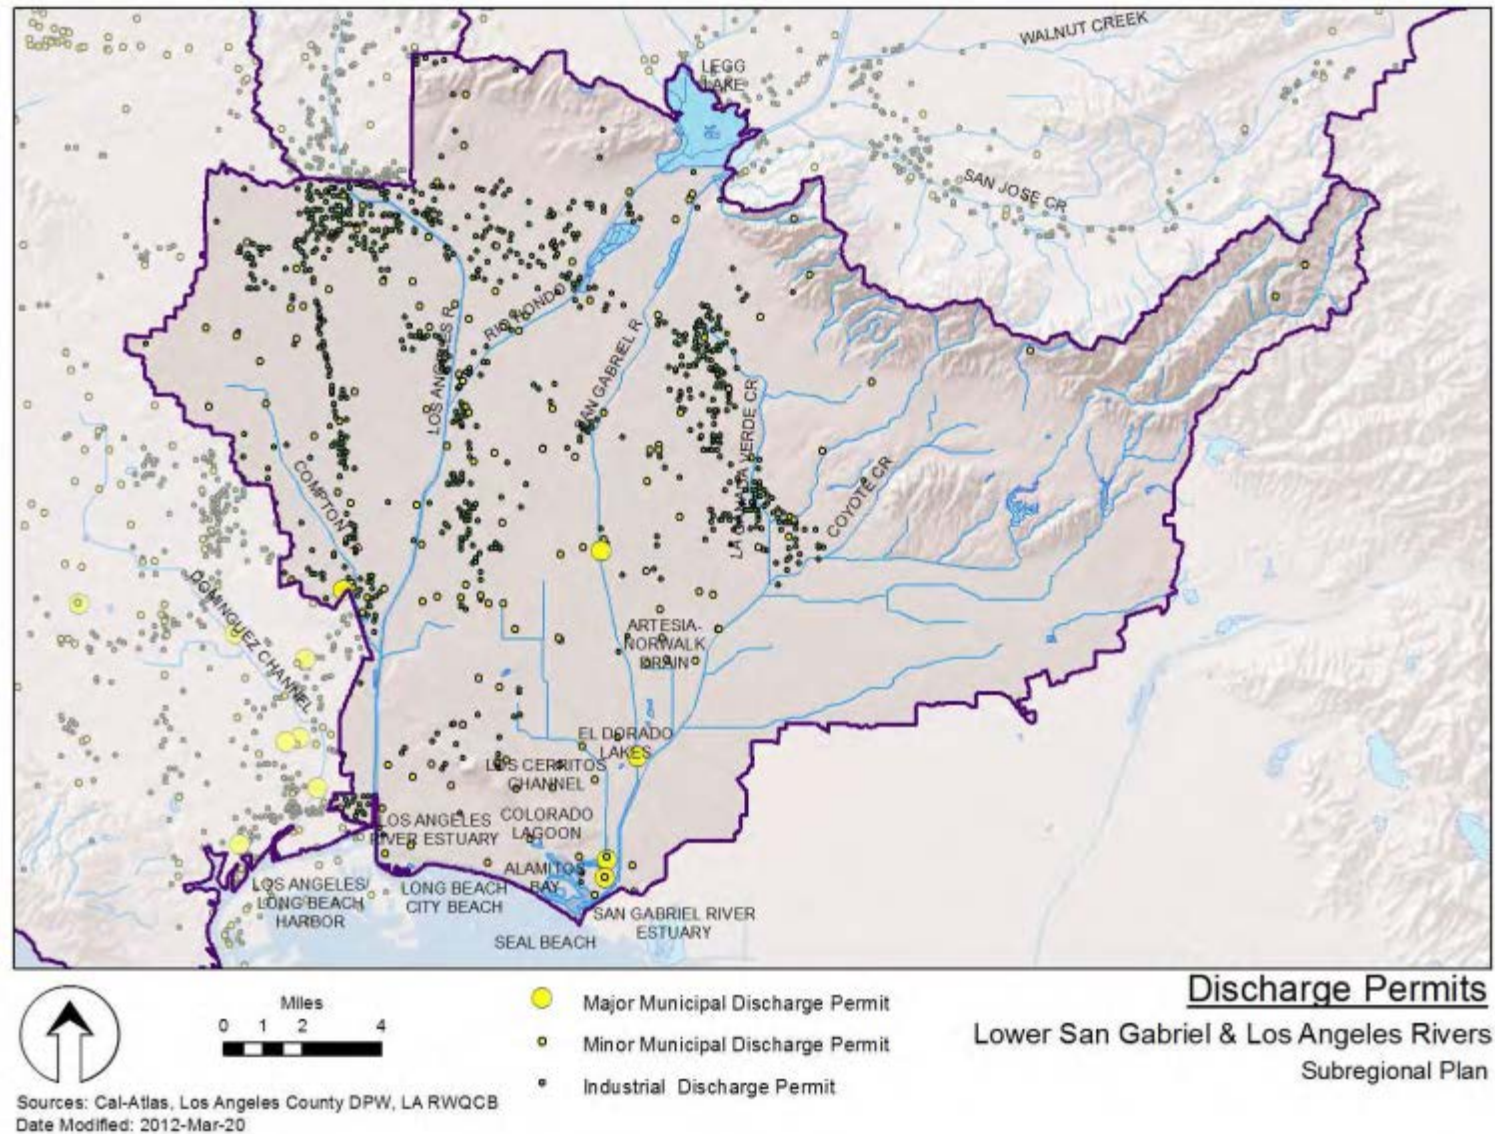 WALNUT CREEK
LEGG
LAKE
SAN JOSE CR
LOS ANGELES R
RIO HONDO
SAN GABRIEL R
LA CANADA VERDE CR
COYOTE CR
COMPTON
DOMINGUEZ CHANNEL
ARTESIA-
NORWALK
DRAIN
EL DORADO
LAKES
LOS CERRITOS
CHANNEL
LOS ANGELES
RIVER ESTUARY
COLORADO
LAGOON
ALAMITOS
BAY
LOS ANGELES/
LONG BEACH
HARBOR
LONG BEACH
CITY BEACH
SAN GABRIEL RIVER
ESTUARY
SEAL BEACH
Miles
0 1 2 4
Major Municipal Discharge Permit
Minor Municipal Discharge Permit
Industrial Discharge Permit
Discharge Permits
Lower San Gabriel & Los Angeles Rivers
Subregional Plan
Sources: Cal-Atlas, Los Angeles County DPW, LA RWQCB
Date Modified: 2012-Mar-20